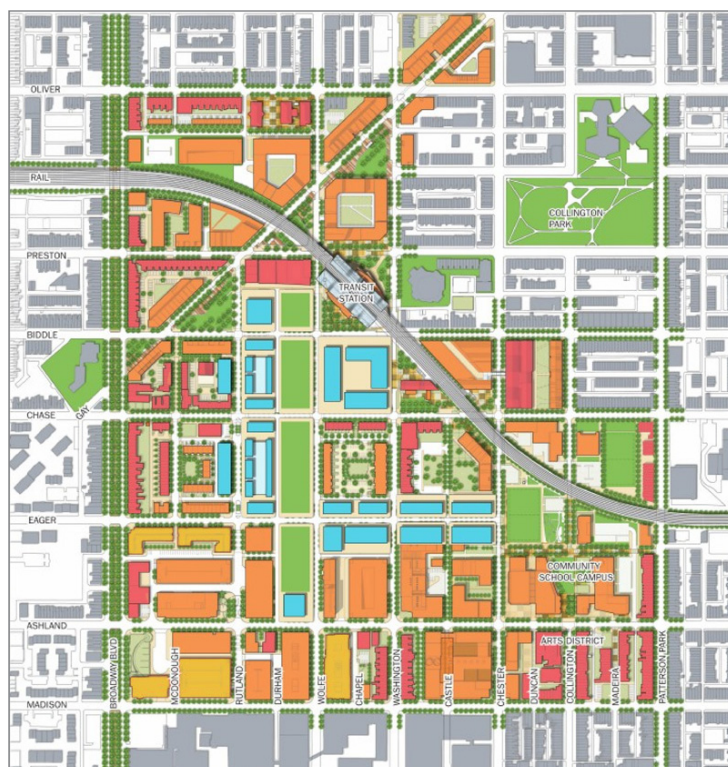 OLIVER
RAIL
COLLINGTON
PARK
PRESTON
TRANSIT
STATION
BIDDLE
CHASE
GAY
EAGER
COMMUNITY
SCHOOL CAMPUS
ASHLAND
ARTS DISTRICT
BROADWAY BLVD
MCDONOUGH
RUTLAND
DURHAM
WOLFE
CHAPEL
WASHINGTON
CASTLE
CHESTER
DUNCAN
COLLINGTON
MADEIRA
PATTERSON PARK
MADISON